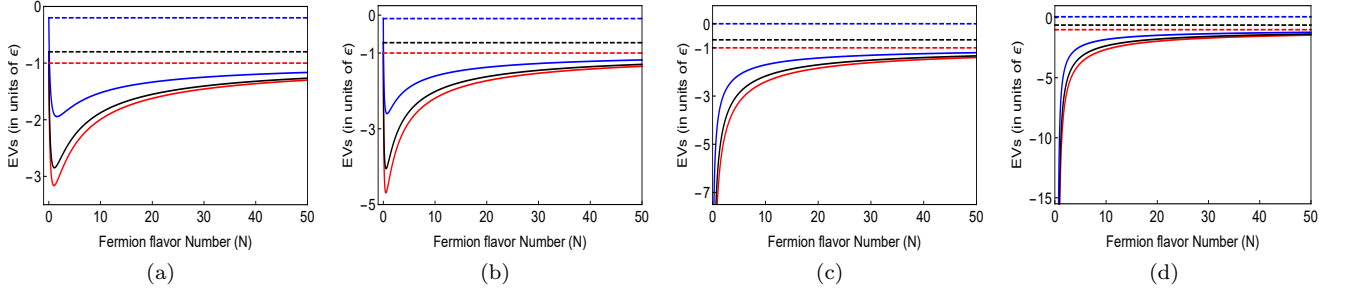 EVs (in units of ϵ)
0
−1
−2
−3
0 10 20 30 40 50
Fermion flavor Number (N)
(a)
EVs (in units of ϵ)
0
−1
−3
−5
0 10 20 30 40 50
Fermion flavor Number (N)
(b)
EVs (in units of ϵ)
0
−1
−3
−5
−7
0 10 20 30 40 50
Fermion flavor Number (N)
(c)
EVs (in units of ϵ)
0
−5
−10
−15
0 10 20 30 40 50
Fermion flavor Number (N)
(d)